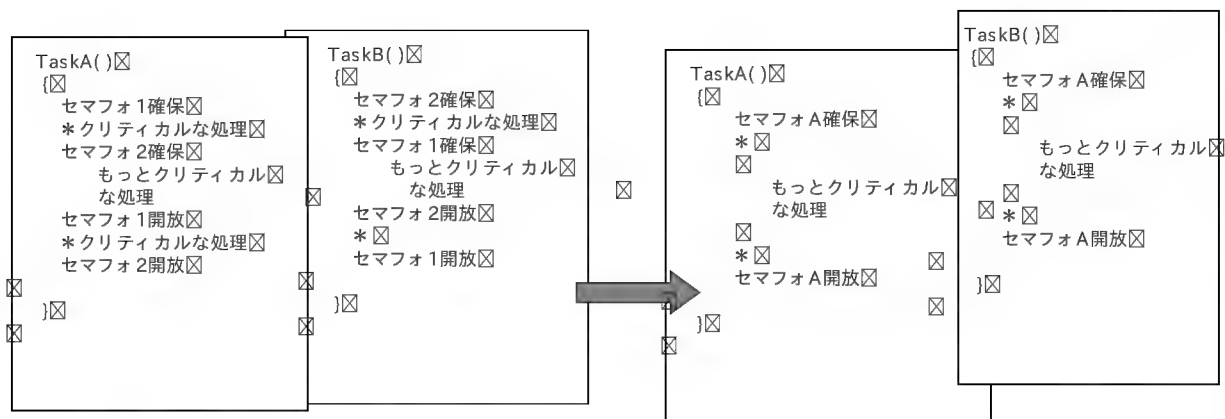 TaskA( )
{
セマフォ1確保
＊クリティカルな処理
セマフォ2確保
もっとクリティカル
な処理
セマフォ1開放
＊クリティカルな処理
セマフォ2開放
}
TaskB( )
{
セマフォ2確保
＊クリティカルな処理
セマフォ1確保
もっとクリティカル
な処理
セマフォ2開放
＊
セマフォ1開放
}
TaskA( )
{
セマフォA確保
＊
もっとクリティカル
な処理
＊
セマフォA開放
}
TaskB( )
{
セマフォA確保
＊
もっとクリティカル
な処理
＊
セマフォA開放
}